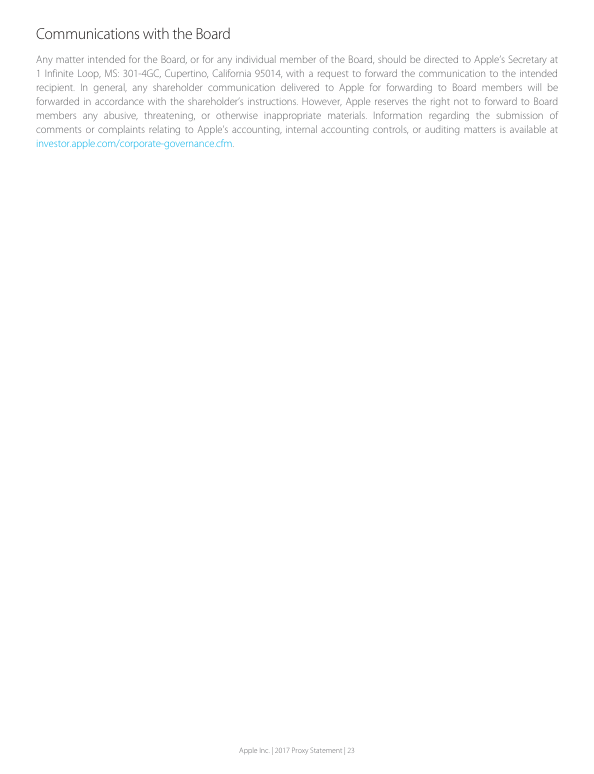 Communications with the Board
Any matter intended for the Board, or for any individual member of the Board, should be directed to Apple's Secretary at
1 Infinite Loop, MS: 301-4GC, Cupertino, California 95014, with a request to forward the communication to the intended
recipient. In general, any shareholder communication delivered to Apple for forwarding to Board members will be
forwarded in accordance with the shareholder's instructions. However, Apple reserves the right not to forward to Board
members any abusive, threatening, or otherwise inappropriate materials. Information regarding the submission of
comments or complaints relating to Apple's accounting, internal accounting controls, or auditing matters is available at
investor.apple.com/corporate-governance.cfm.
Apple Inc. | 2017 Proxy Statement | 23